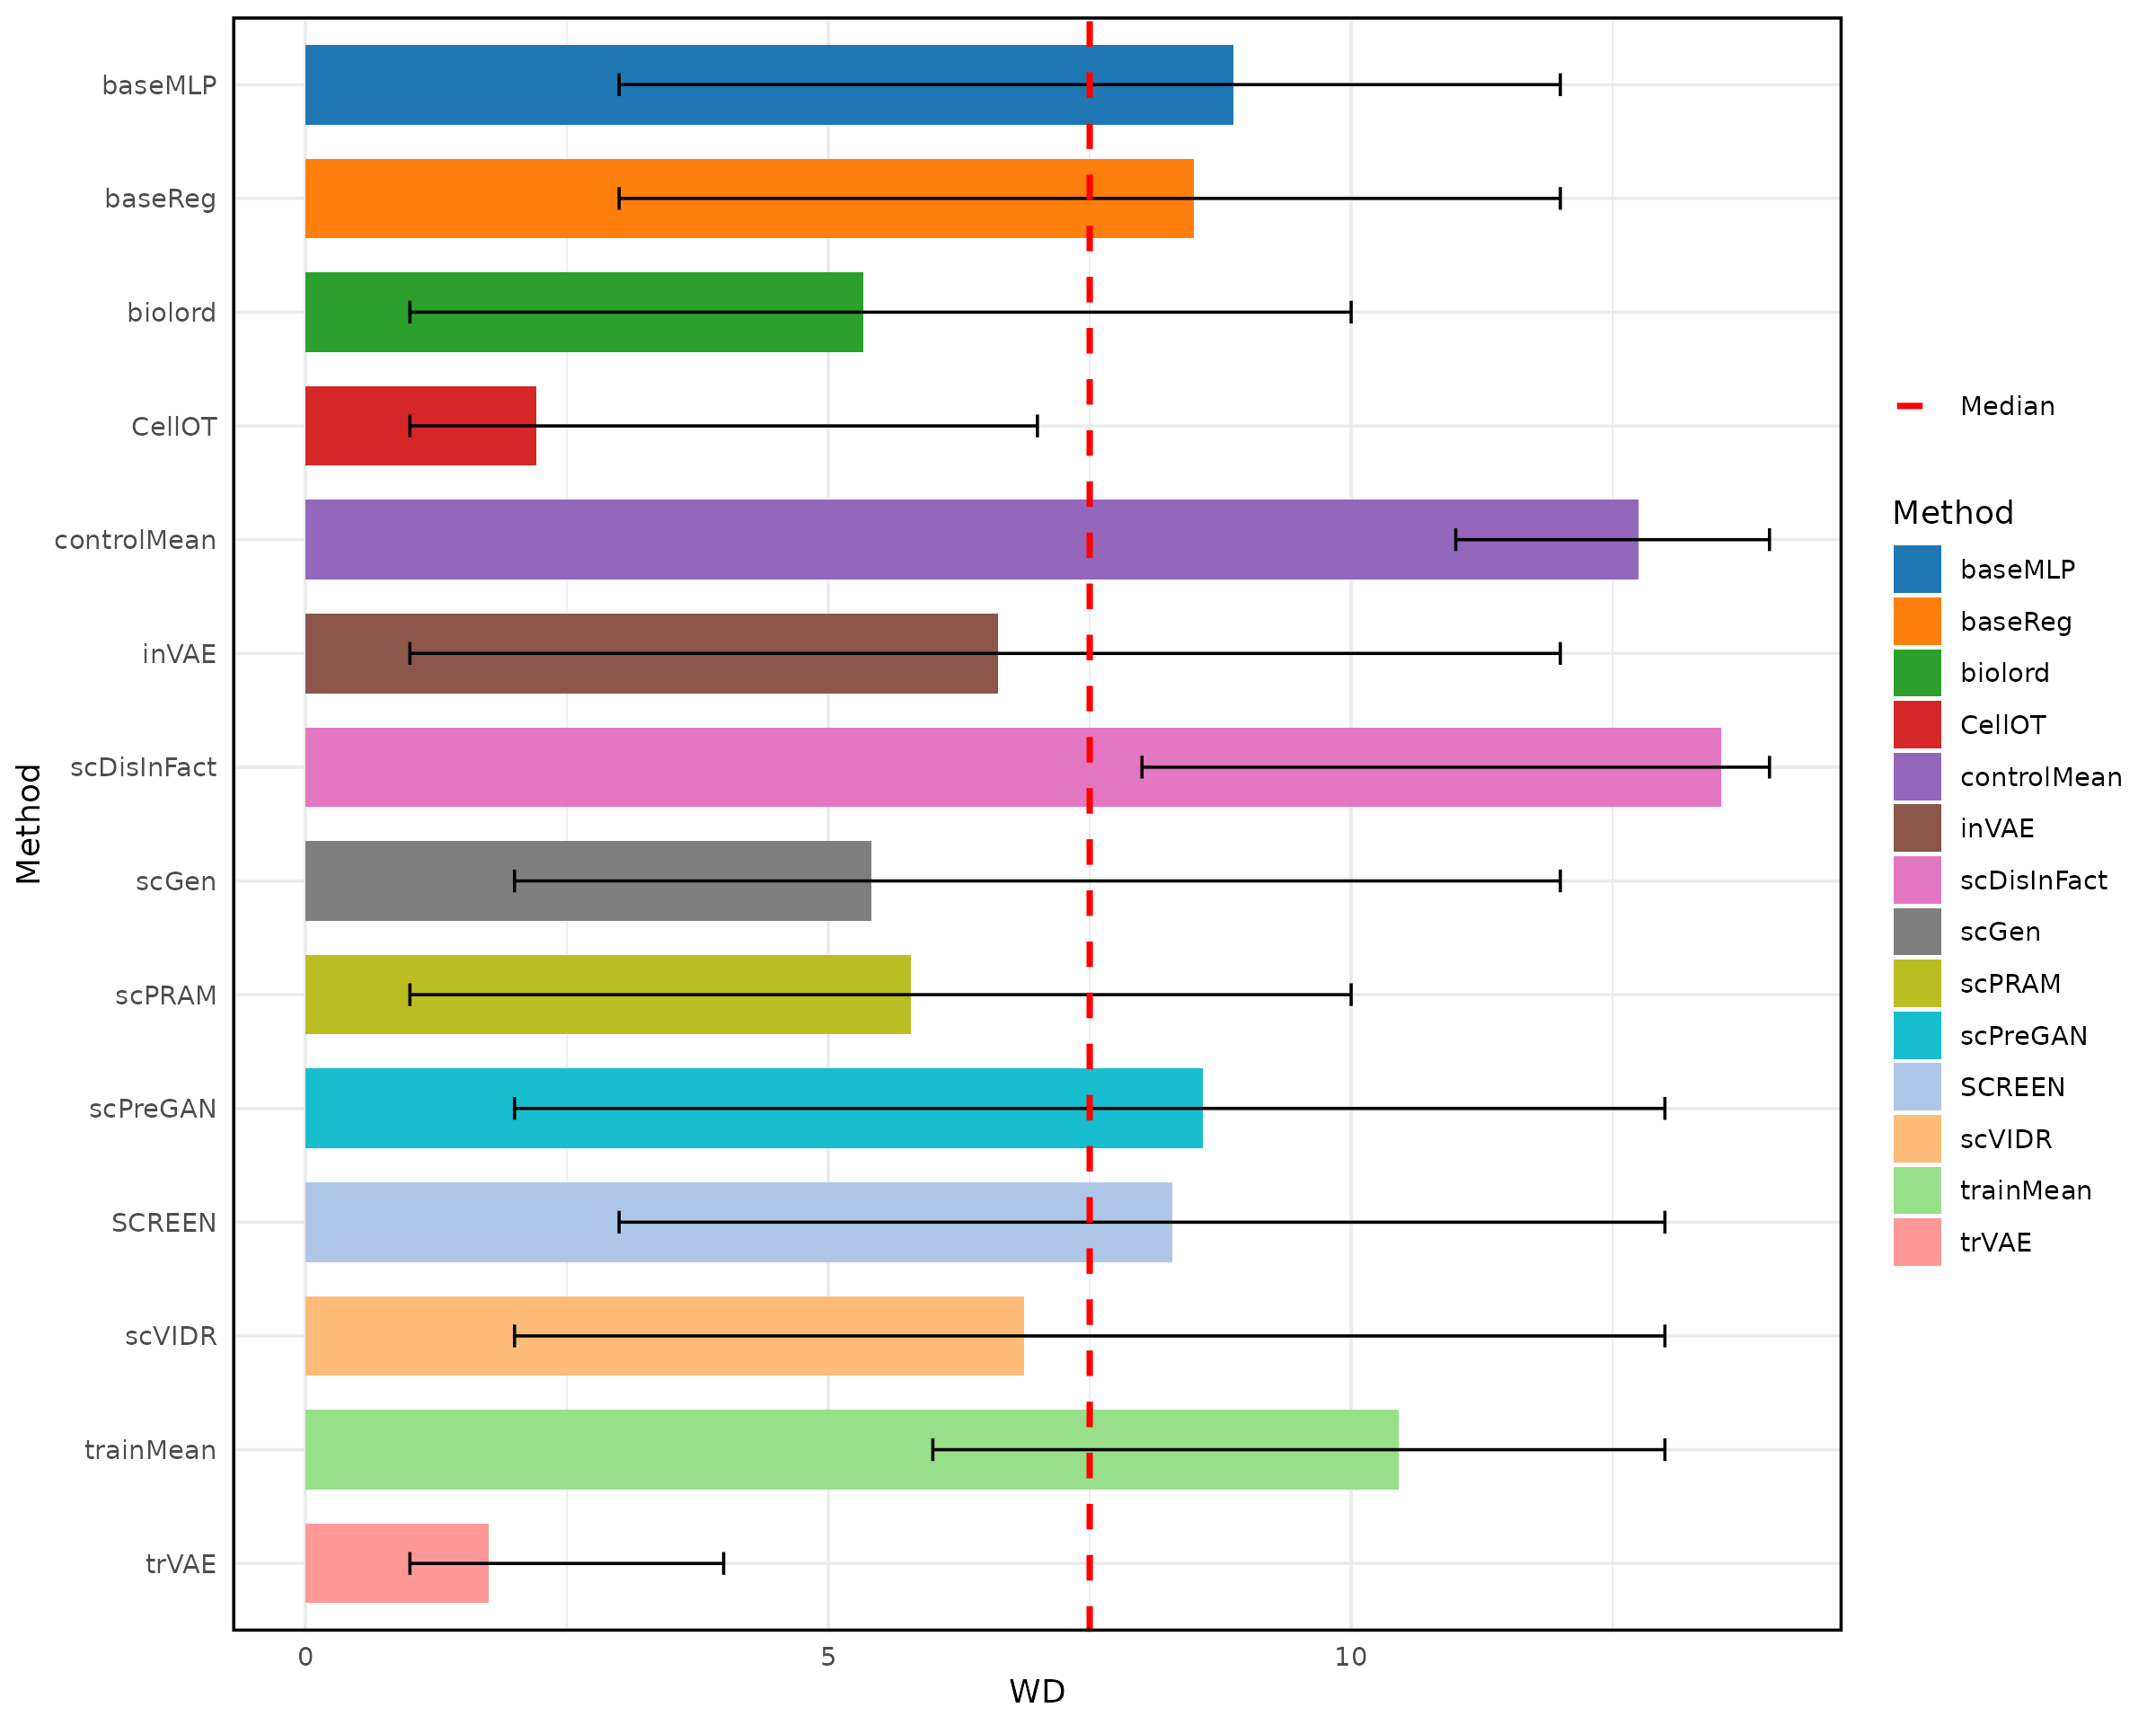 baseMLP
baseReg
biolord
CellOT
controlMean
inVAE
scDisInFact
scGen
scPRAM
scPreGAN
SCREEN
scVIDR
trainMean
trVAE
Method
0 5 10
WD
Median
Method
baseMLP
baseReg
biolord
CellOT
controlMean
inVAE
scDisInFact
scGen
scPRAM
scPreGAN
SCREEN
scVIDR
trainMean
trVAE